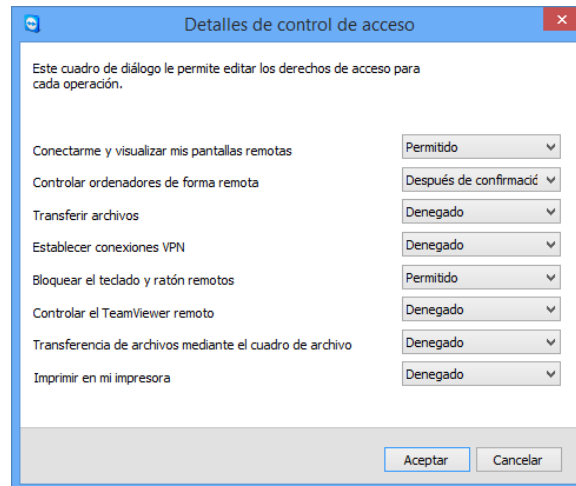 Detalles de control de acceso
Este cuadro de diálogo le permite editar los derechos de acceso para
cada operación.
Conectarme y visualizar mis pantallas remotas Permitido
Controlar ordenadores de forma remota Después de confirmació
Transferir archivos Denegado
Establecer conexiones VPN Denegado
Bloquear el teclado y ratón remotos Permitido
Controlar el TeamViewer remoto Denegado
Transferencia de archivos mediante el cuadro de archivo Denegado
Imprimir en mi impresora Denegado
Aceptar Cancelar